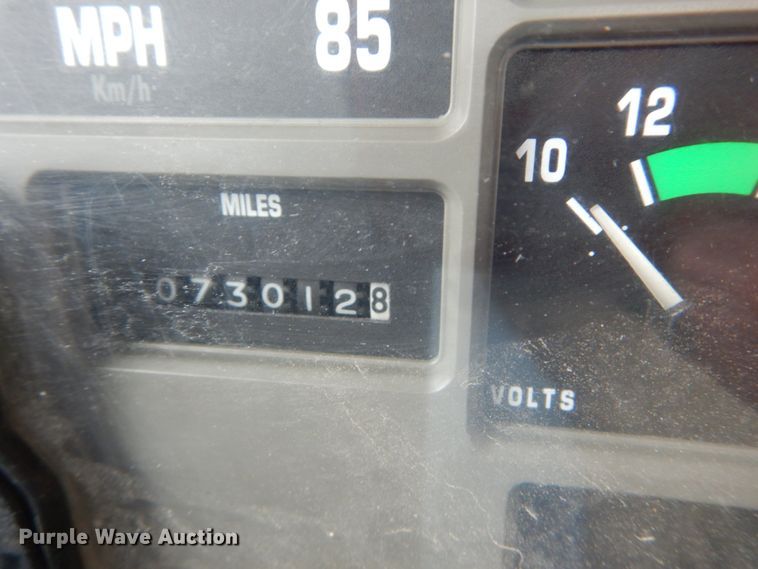 MPH 85
Km/h
12
10
MILES
0730128
VOLTS
Purple Wave Auction